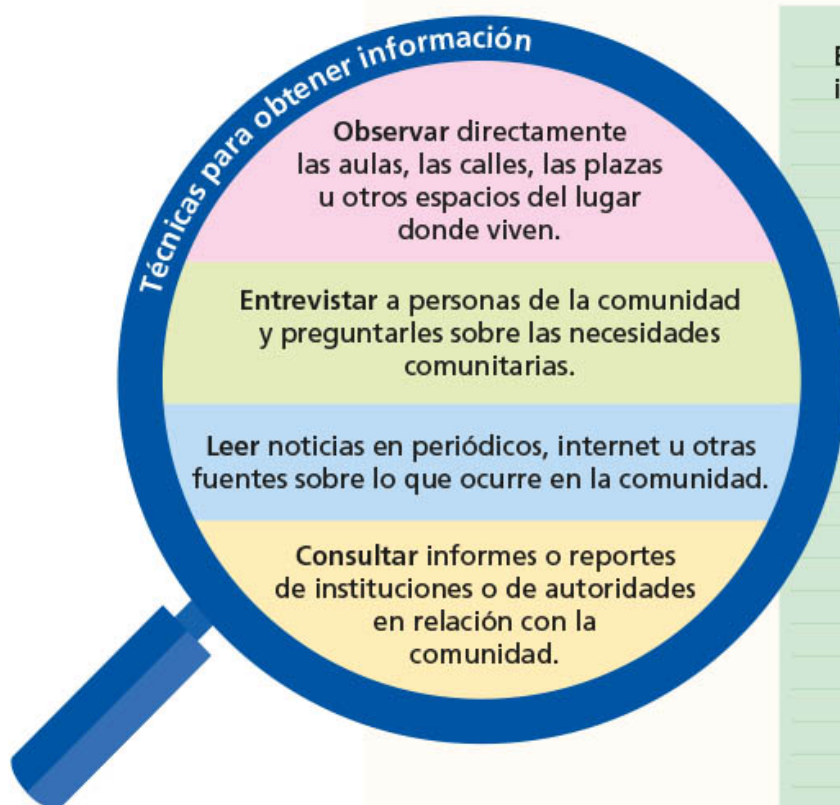 Técnicas para obtener información
Observar directamente
las aulas, las calles, las plazas
u otros espacios del lugar
donde viven.
Entrevistar a personas de la comunidad
y preguntarles sobre las necesidades
comunitarias.
Leer noticias en periódicos, internet u otras
fuentes sobre lo que ocurre en la comunidad.
Consultar informes o reportes
de instituciones o de autoridades
en relación con la
comunidad.